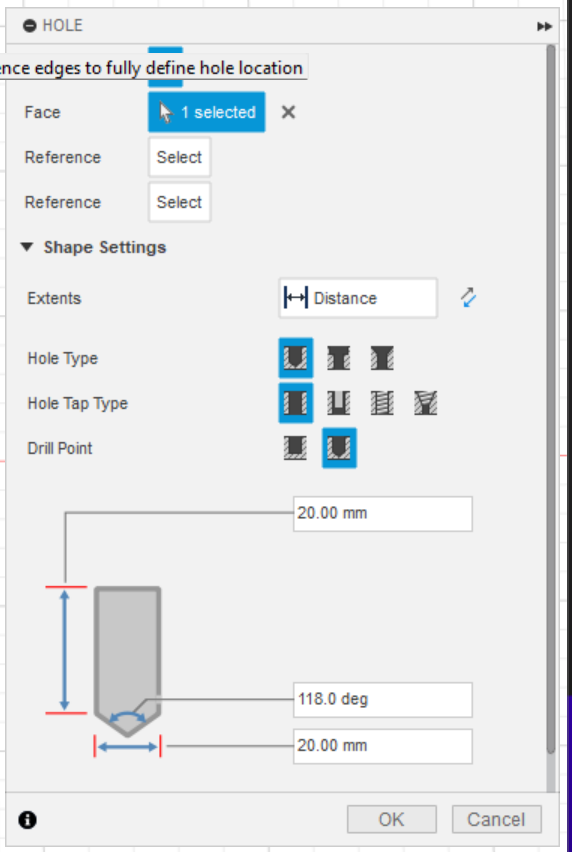 HOLE
ence edges to fully define hole location
Face 1 selected
Reference Select
Reference Select
Shape Settings
Extents Distance
Hole Type
Hole Tap Type
Drill Point
20.00 mm
118.0 deg
20.00 mm
OK Cancel